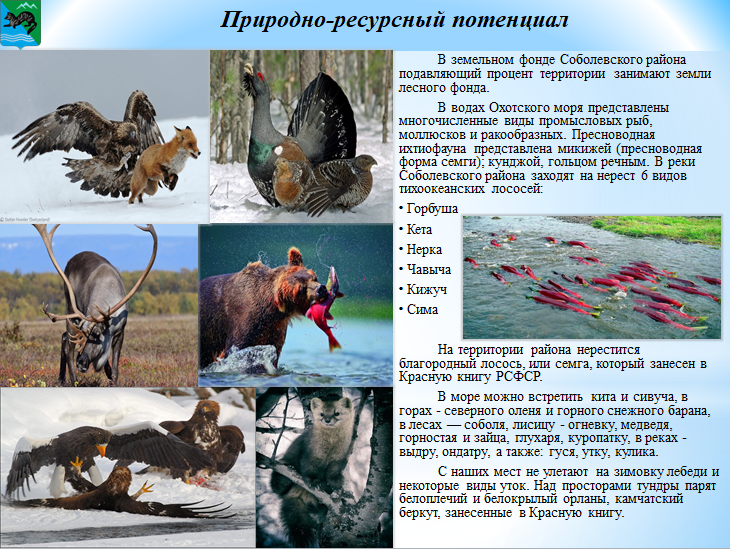 Природно-ресурсный потенциал
В земельном фонде Соболевского района
подавляющий процент территории занимают земли
лесного фонда.
В водах Охотского моря представлены
многочисленные виды промысловых рыб,
моллюсков и ракообразных. Пресноводная
ихтиофауна представлена микижей (пресноводная
форма семги); кунджой, гольцом речным. В реки
Соболевского района заходят на нерест 6 видов
тихоокеанских лососей:
• Горбуша
• Кета
• Нерка
• Чавыча
• Кижуч
• Сима
На территории района нерестится
благородный лосось, или семга, который занесен в
Красную книгу РСФСР.
В море можно встретить кита и сивуча, в
горах - северного оленя и горного снежного барана,
в лесах — соболя, лисицу - огневку, медведя,
горностая и зайца, глухаря, куропатку, в реках -
выдру, ондатру, а также: гуся, утку, кулика.
С наших мест не улетают на зимовку лебеди и
некоторые виды уток. Над просторами тундры парят
белоплечий и белокрылый орланы, камчатский
беркут, занесенные в Красную книгу.